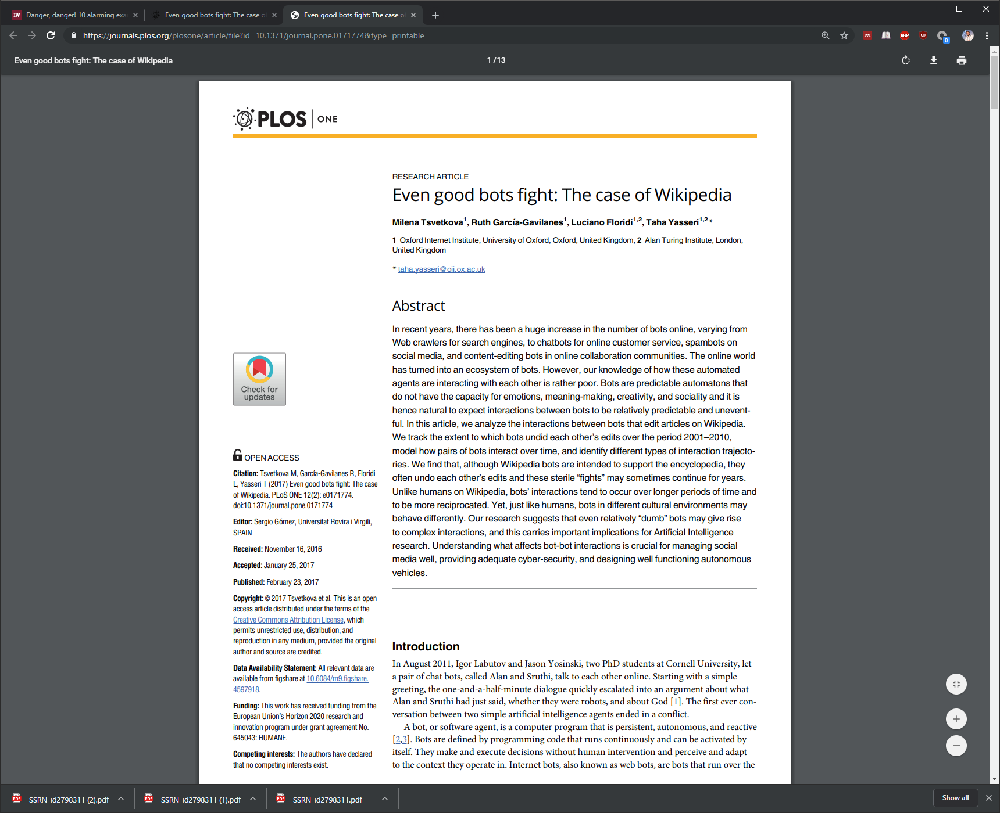 Danger, danger! 10 alarming exa
Even good bots fight: The case o
Even good bots fight: The case o
https://journals.plos.org/plosone/article/file?id=10.1371/journal.pone.0171774&type=printable
ABP
UD
0
Even good bots fight: The case of Wikipedia
1 / 13
PLOS ONE
RESEARCH ARTICLE
Even good bots fight: The case of Wikipedia
Milena Tsvetkova1, Ruth García-Gavilanes1, Luciano Floridi1,2, Taha Yasseri1,2*
1 Oxford Internet Institute, University of Oxford, Oxford, United Kingdom, 2 Alan Turing Institute, London,
United Kingdom
* taha.yasseri@oii.ox.ac.uk
Abstract
In recent years, there has been a huge increase in the number of bots online, varying from
Web crawlers for search engines, to chatbots for online customer service, spambots on
social media, and content-editing bots in online collaboration communities. The online world
has turned into an ecosystem of bots. However, our knowledge of how these automated
agents are interacting with each other is rather poor. Bots are predictable automatons that
do not have the capacity for emotions, meaning-making, creativity, and sociality and it is
hence natural to expect interactions between bots to be relatively predictable and unevent-
ful. In this article, we analyze the interactions between bots that edit articles on Wikipedia.
We track the extent to which bots undid each other's edits over the period 2001–2010,
model how pairs of bots interact over time, and identify different types of interaction trajecto-
ries. We find that, although Wikipedia bots are intended to support the encyclopedia, they
often undo each other's edits and these sterile "fights" may sometimes continue for years.
Unlike humans on Wikipedia, bots' interactions tend to occur over longer periods of time and
to be more reciprocated. Yet, just like humans, bots in different cultural environments may
behave differently. Our research suggests that even relatively "dumb" bots may give rise
to complex interactions, and this carries important implications for Artificial Intelligence
research. Understanding what affects bot-bot interactions is crucial for managing social
media well, providing adequate cyber-security, and designing well functioning autonomous
vehicles.
Check for
updates
OPEN ACCESS
Citation: Tsvetkova M, García-Gavilanes R, Floridi
L, Yasseri T (2017) Even good bots fight: The case
of Wikipedia. PLoS ONE 12(2): e0171774.
doi:10.1371/journal.pone.0171774
Editor: Sergio Gómez, Universitat Rovira i Virgili,
SPAIN
Received: November 16, 2016
Accepted: January 25, 2017
Published: February 23, 2017
Copyright: © 2017 Tsvetkova et al. This is an open
access article distributed under the terms of the
Creative Commons Attribution License, which
permits unrestricted use, distribution, and
reproduction in any medium, provided the original
author and source are credited.
Data Availability Statement: All relevant data are
available from figshare at 10.6084/m9.figshare.
4597918.
Funding: This work has received funding from the
European Union's Horizon 2020 research and
innovation program under grant agreement No.
645043: HUMANE.
Competing interests: The authors have declared
that no competing interests exist.
Introduction
In August 2011, Igor Labutov and Jason Yosinski, two PhD students at Cornell University, let
a pair of chat bots, called Alan and Sruthi, talk to each other online. Starting with a simple
greeting, the one-and-a-half-minute dialogue quickly escalated into an argument about what
Alan and Sruthi had just said, whether they were robots, and about God [1]. The first ever con-
versation between two simple artificial intelligence agents ended in a conflict.
A bot, or software agent, is a computer program that is persistent, autonomous, and reactive
[2,3]. Bots are defined by programming code that runs continuously and can be activated by
itself. They make and execute decisions without human intervention and perceive and adapt
to the context they operate in. Internet bots, also known as web bots, are bots that run over the
SSRN-id2798311 (2).pdf
SSRN-id2798311 (1).pdf
SSRN-id2798311.pdf
Show all